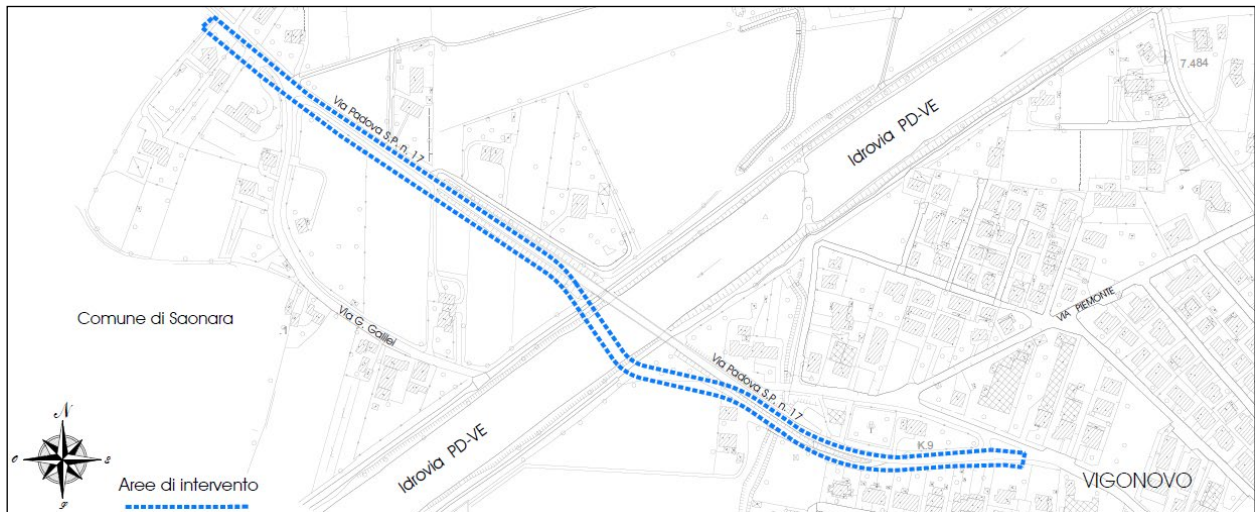 Via Padova S.P. n. 17
Idrovia PD-VE
7.484
Comune di Saonara
Via G. Galilei
VIA PIEMONTE
Via Padova S.P. n. 17
Idrovia PD-VE
K.9
VIGONOVO
N
Aree di intervento